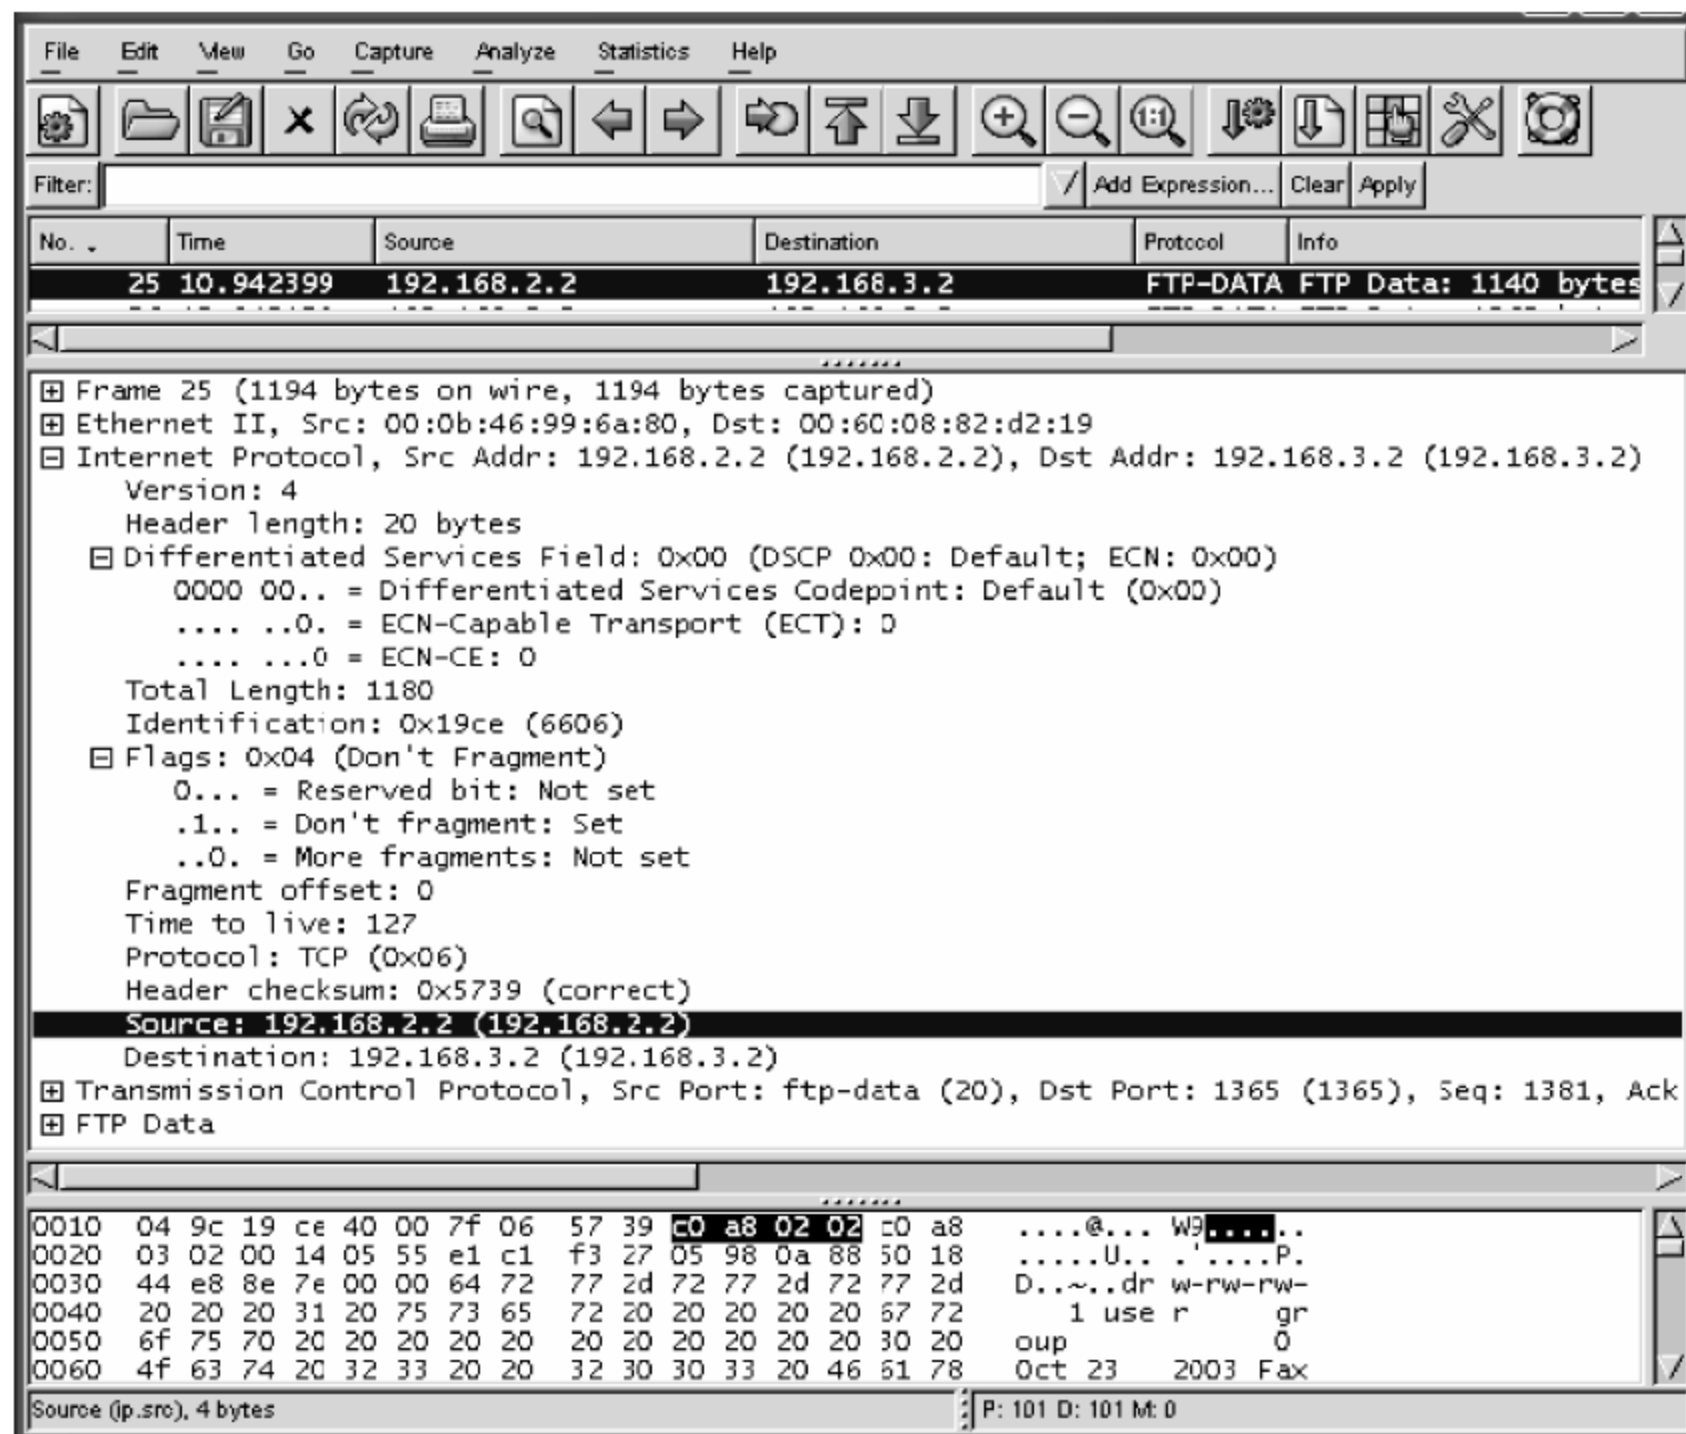 File Edit View Go Capture Analyze Statistics Help
Filter: Add Expression... Clear Apply
No. Time Source Destination Protocol Info
25 10.942399 192.168.2.2 192.168.3.2 FTP-DATA FTP Data: 1140 bytes
Frame 25 (1194 bytes on wire, 1194 bytes captured)
Ethernet II, Src: 00:0b:46:99:6a:80, Dst: 00:60:08:82:d2:19
Internet Protocol, Src Addr: 192.168.2.2 (192.168.2.2), Dst Addr: 192.168.3.2 (192.168.3.2)
Version: 4
Header length: 20 bytes
Differentiated Services Field: 0x00 (DSCP 0x00: Default; ECN: 0x00)
0000 00.. = Differentiated Services Codepoint: Default (0x00)
.... ..0. = ECN-Capable Transport (ECT): 0
.... ...0 = ECN-CE: 0
Total Length: 1180
Identification: 0x19ce (6606)
Flags: 0x04 (Don't Fragment)
0... = Reserved bit: Not set
.1.. = Don't fragment: Set
..0. = More fragments: Not set
Fragment offset: 0
Time to live: 127
Protocol: TCP (0x06)
Header checksum: 0x5739 (correct)
Source: 192.168.2.2 (192.168.2.2)
Destination: 192.168.3.2 (192.168.3.2)
Transmission Control Protocol, Src Port: ftp-data (20), Dst Port: 1365 (1365), Seq: 1381, Ack
FTP Data
0010 04 9c 19 ce 40 00 7f 06 57 39 c0 a8 02 02 c0 a8 ....@... W9......
0020 03 02 00 14 05 55 e1 c1 f3 27 05 98 0a 88 50 18 .....U.. .'....P.
0030 44 e8 8e 7e 00 00 64 72 77 2d 72 77 2d 72 77 2d D..~..dr w-rw-rw-
0040 20 20 20 31 20 75 73 65 72 20 20 20 20 20 67 72 1 use r gr
0050 6f 75 70 20 20 20 20 20 20 20 20 20 20 20 30 20 oup 0
0060 4f 63 74 20 32 33 20 20 32 30 30 33 20 46 61 78 Oct 23 2003 Fax
Source (ip.src), 4 bytes P: 101 D: 101 M: 0